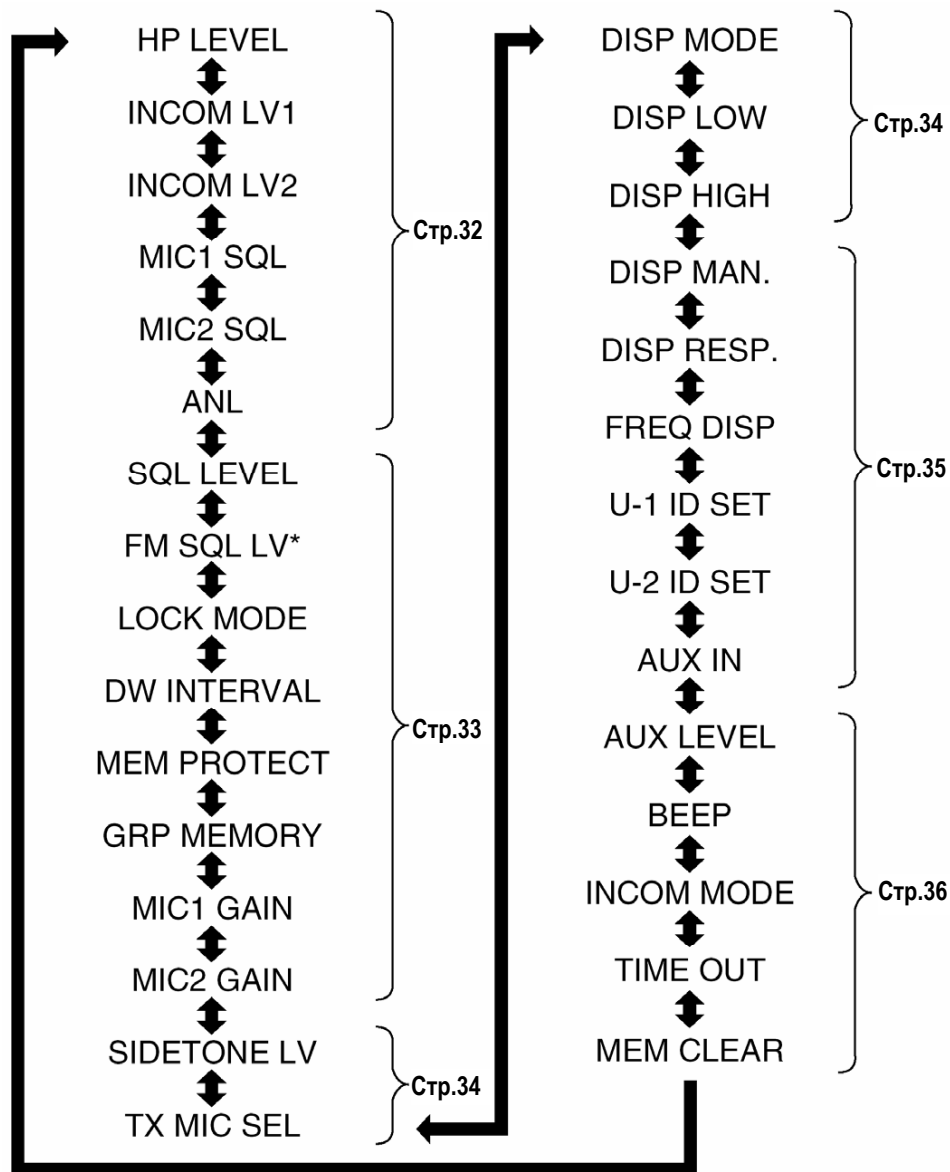 HP LEVEL
INCOM LV1
INCOM LV2
MIC1 SQL
MIC2 SQL
ANL
Стр.32
SQL LEVEL
FM SQL LV*
LOCK MODE
DW INTERVAL
MEM PROTECT
GRP MEMORY
MIC1 GAIN
MIC2 GAIN
Стр.33
SIDETONE LV
TX MIC SEL
Стр.34
DISP MODE
DISP LOW
DISP HIGH
Стр.34
DISP MAN.
DISP RESP.
FREQ DISP
U-1 ID SET
U-2 ID SET
AUX IN
Стр.35
AUX LEVEL
BEEP
INCOM MODE
TIME OUT
MEM CLEAR
Стр.36